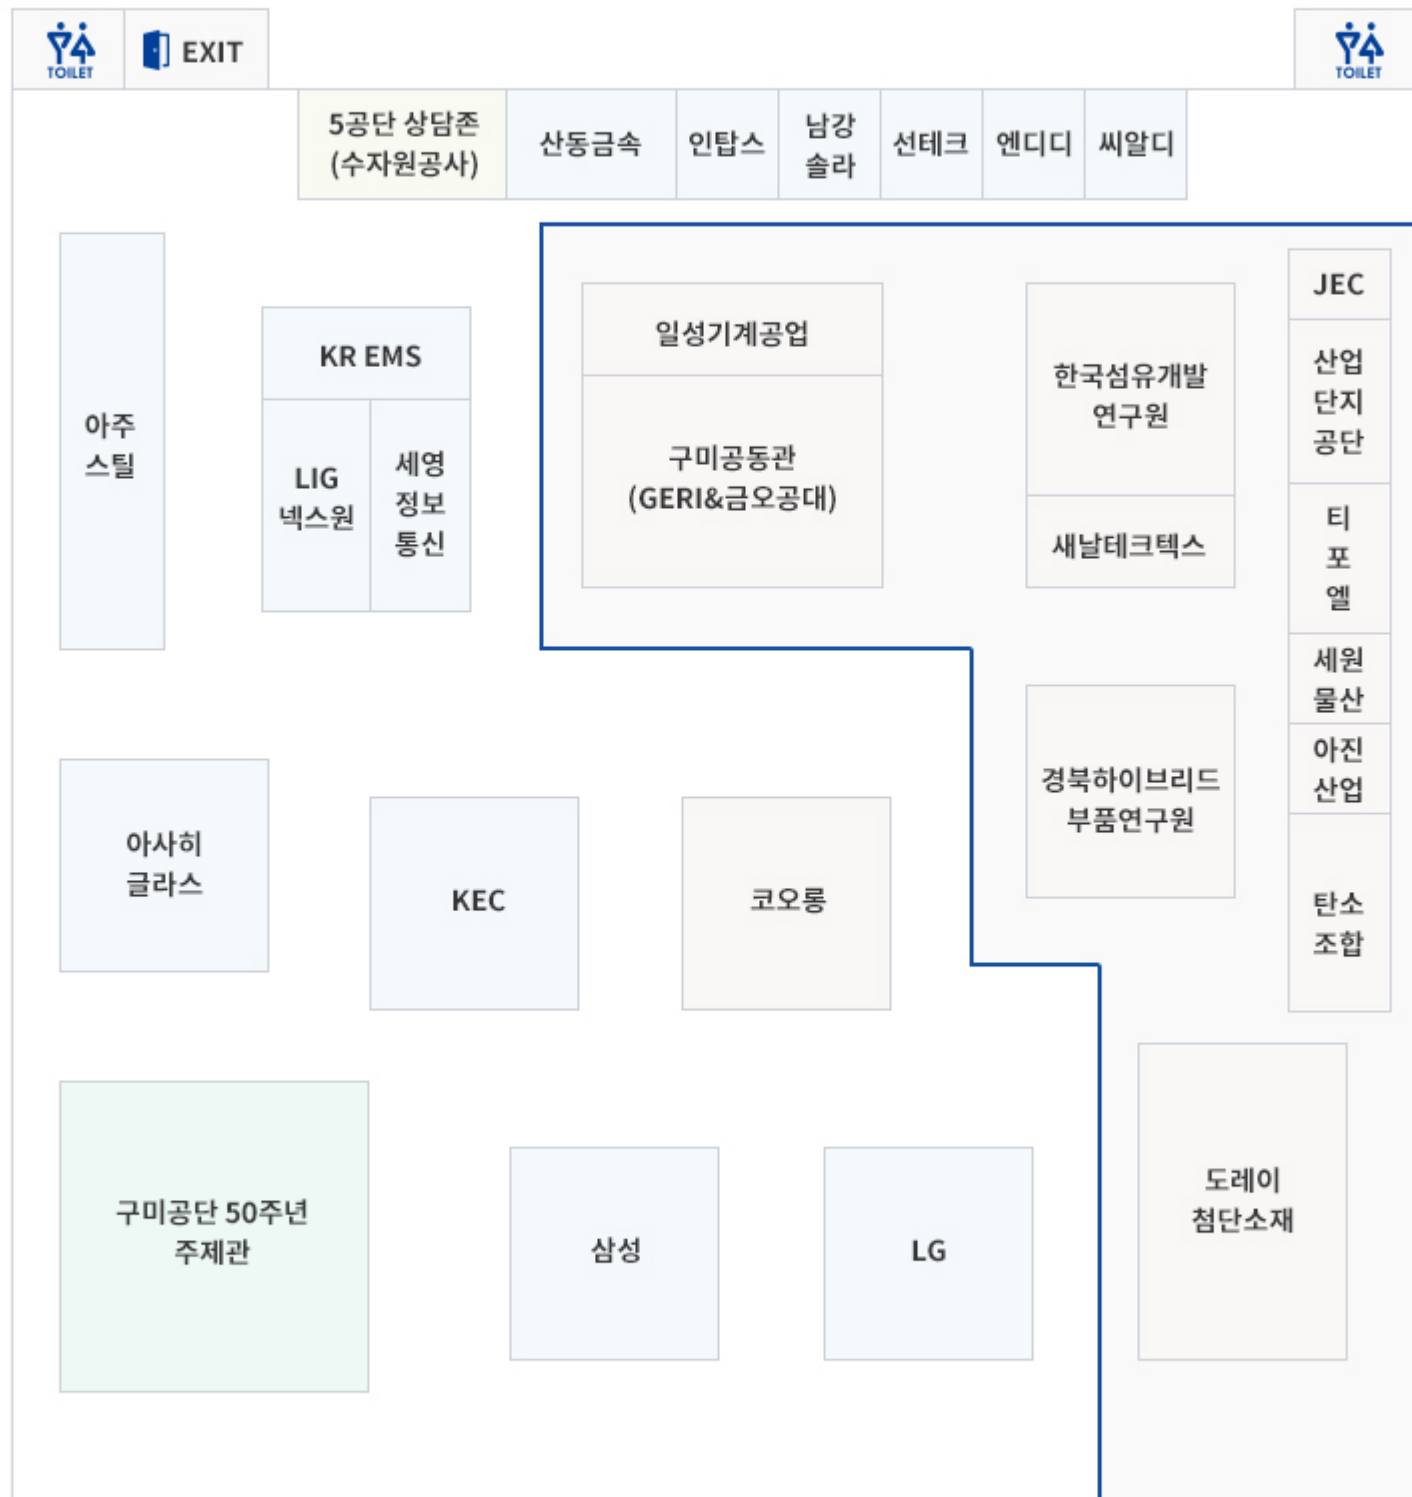 TOILET
EXIT
TOILET
5공단 상담존
(수자원공사)
산동금속
인탑스
남강
솔라
선테크
엔디디
씨알디
아주
스틸
KR EMS
LIG
넥스원
세영
정보
통신
일성기계공업
구미공동관
(GERI&금오공대)
한국섬유개발
연구원
새날테크텍스
JEC
산업
단지
공단
티
포
엘
세원
물산
아진
산업
탄소
조합
경북하이브리드
부품연구원
아사히
글라스
KEC
코오롱
구미공단 50주년
주제관
삼성
LG
도레이
첨단소재